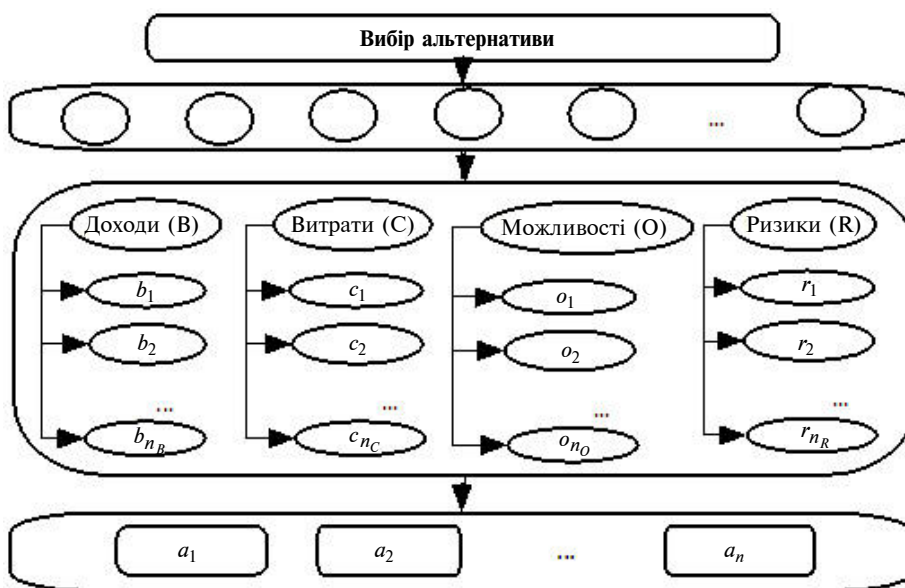 Вибір альтернативи
...
Доходи (B) Витрати (C) Можливості (O) Ризики (R)
b1 c1 o1 r1
b2 c2 o2 r2
... ... ... ...
bnB cnC onO rnR
a1 a2 ... an